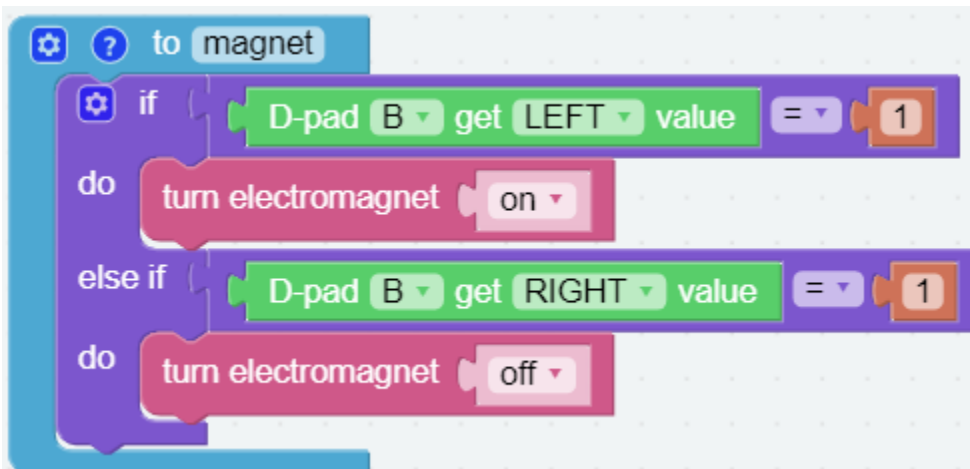 ? to magnet
if D-pad B get LEFT value = 1
do turn electromagnet on
else if D-pad B get RIGHT value = 1
do turn electromagnet off